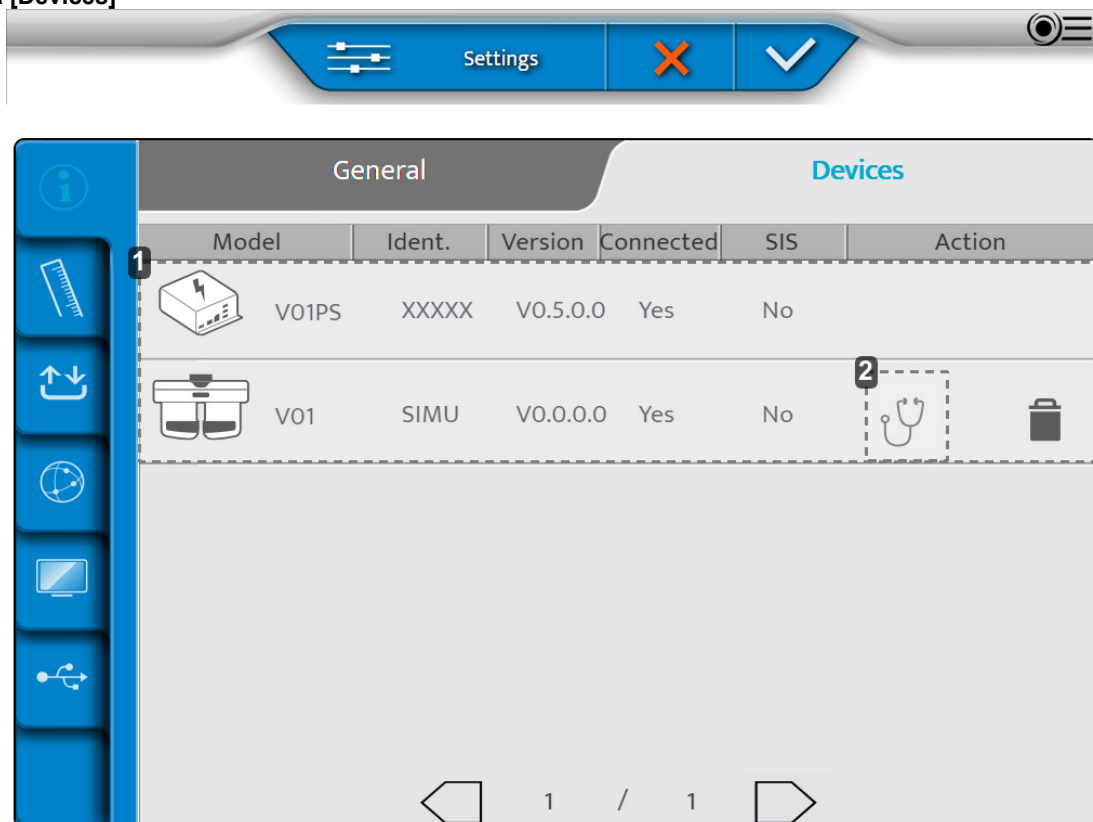 [Devices]
Settings
General Devices
Model Ident. Version Connected SIS Action
1
V01PS XXXXX V0.5.0.0 Yes No
2
V01 SIMU V0.0.0.0 Yes No
1 / 1